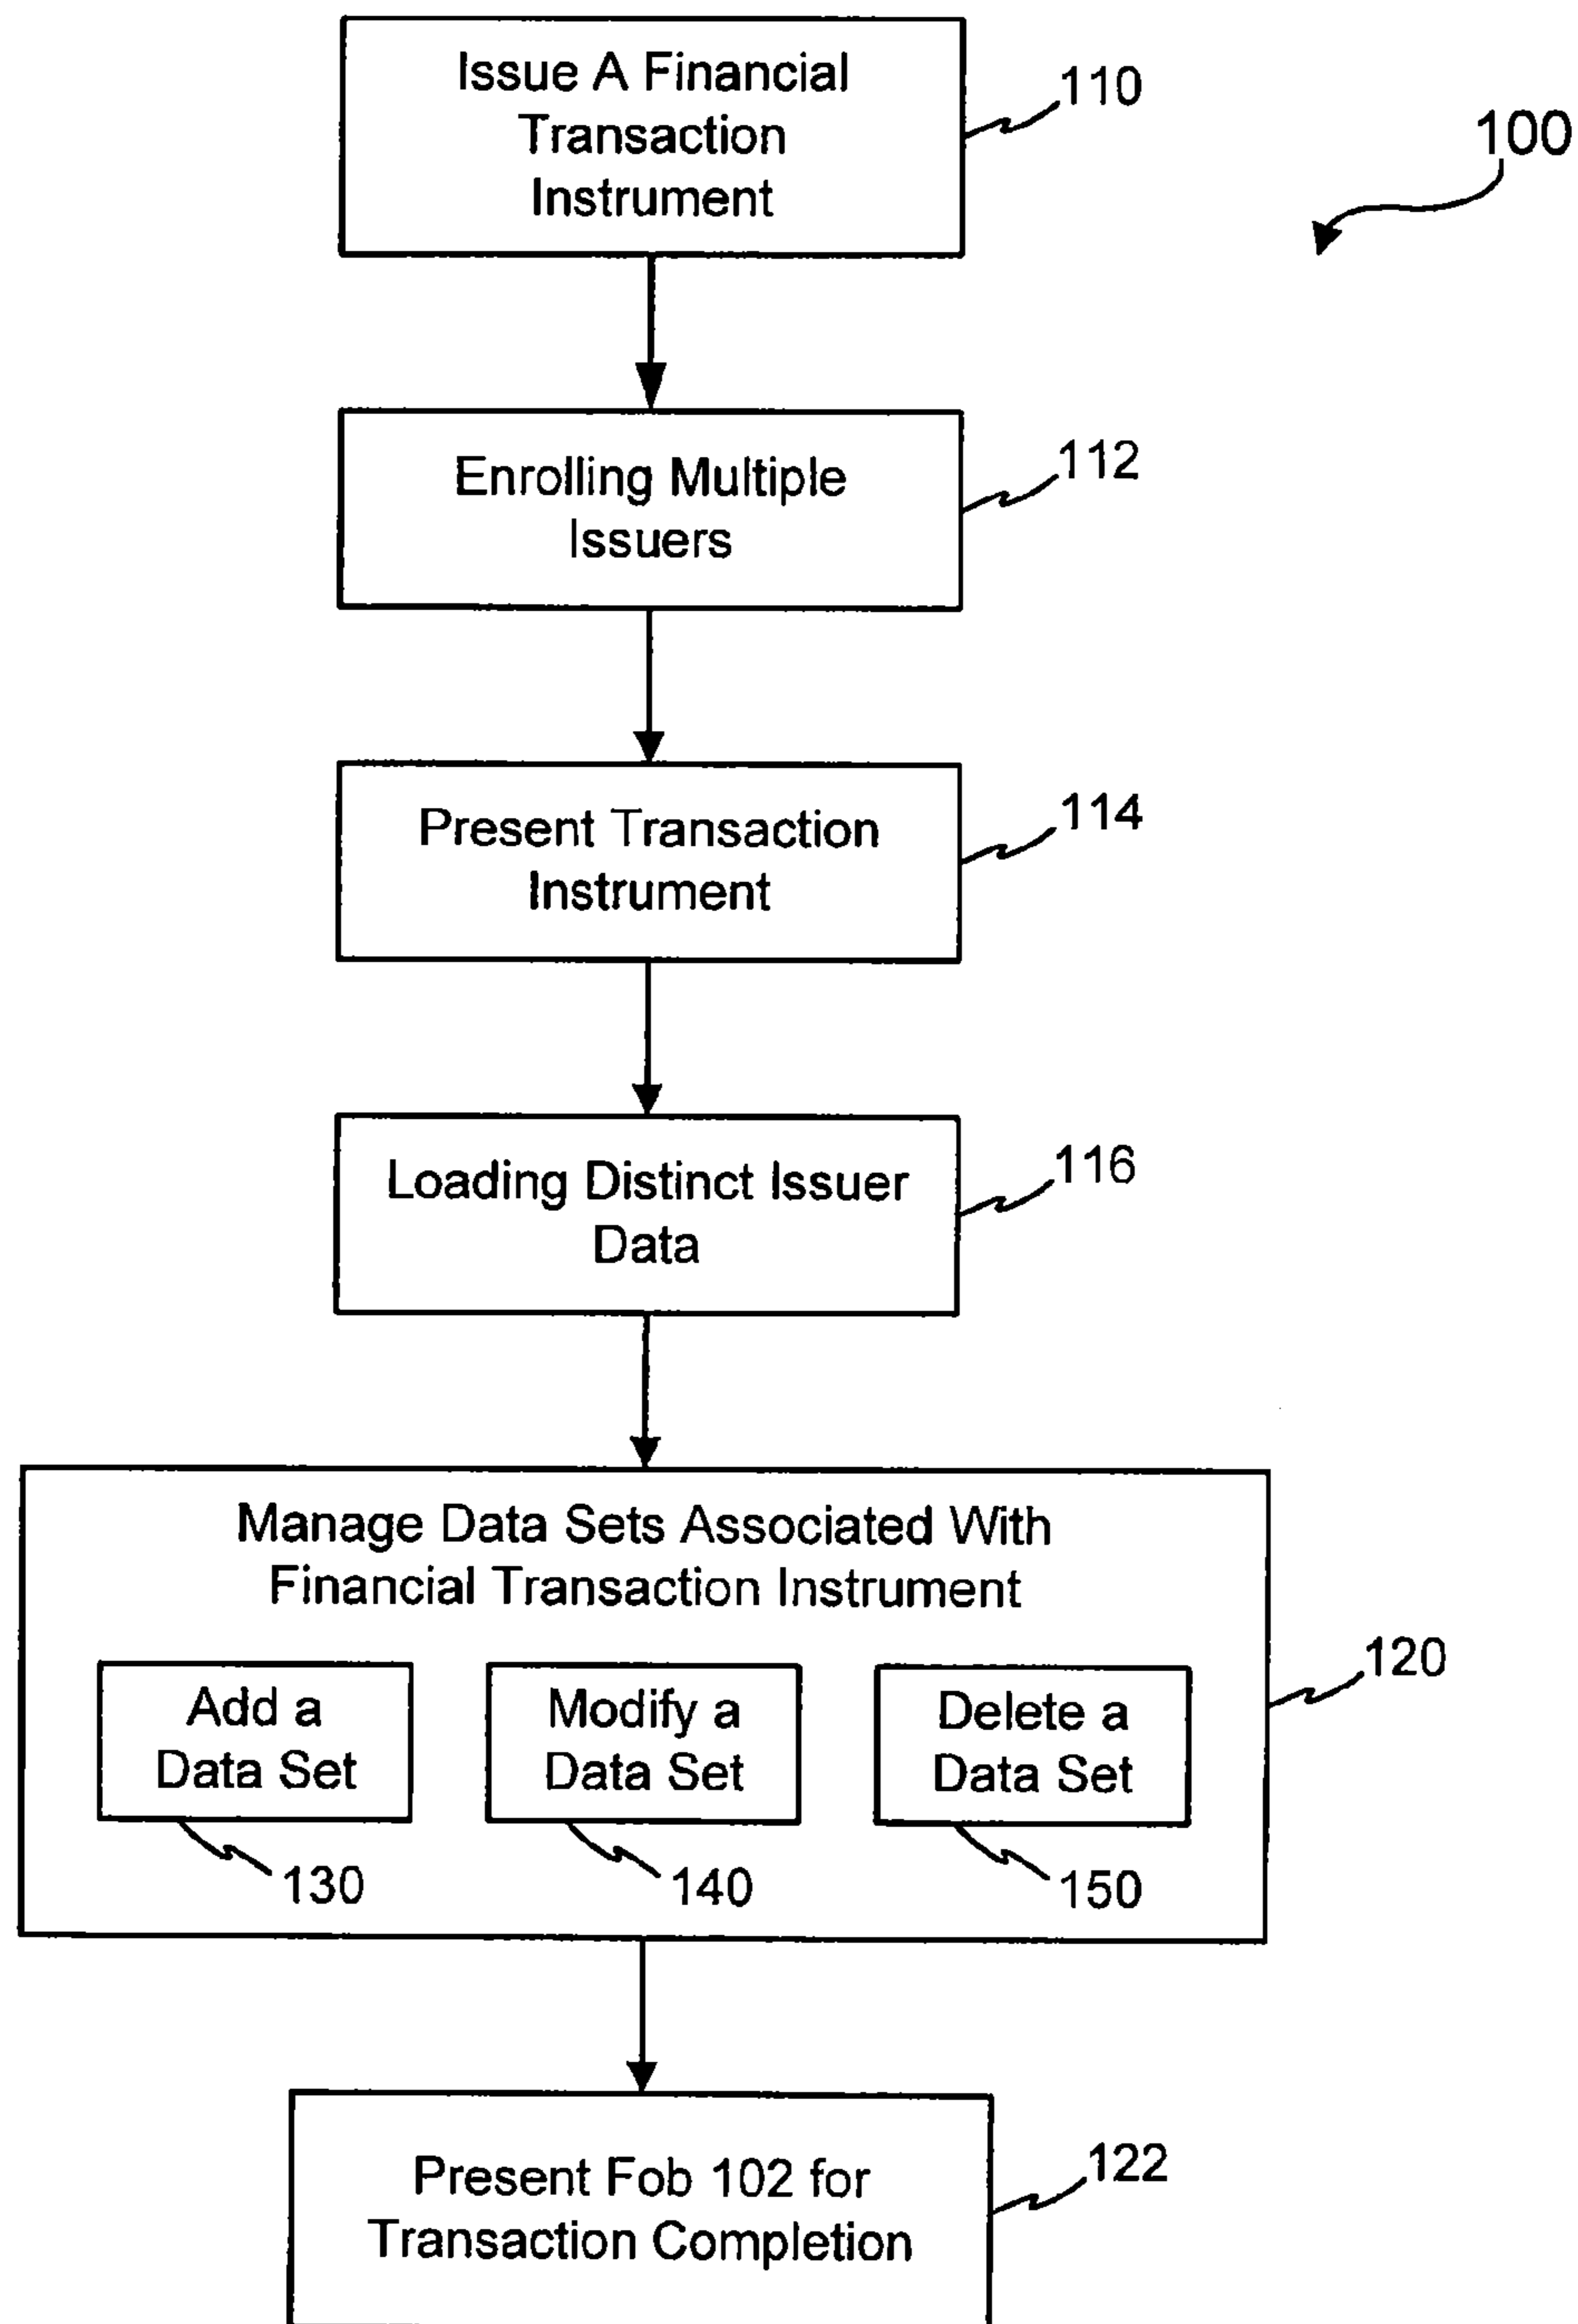 Issue A Financial
Transaction
Instrument
110
100
Enrolling Multiple
Issuers
112
Present Transaction
Instrument
114
Loading Distinct Issuer
Data
116
Manage Data Sets Associated With
Financial Transaction Instrument
120
Add a
Data Set
130
Modify a
Data Set
140
Delete a
Data Set
150
Present Fob 102 for
Transaction Completion
122